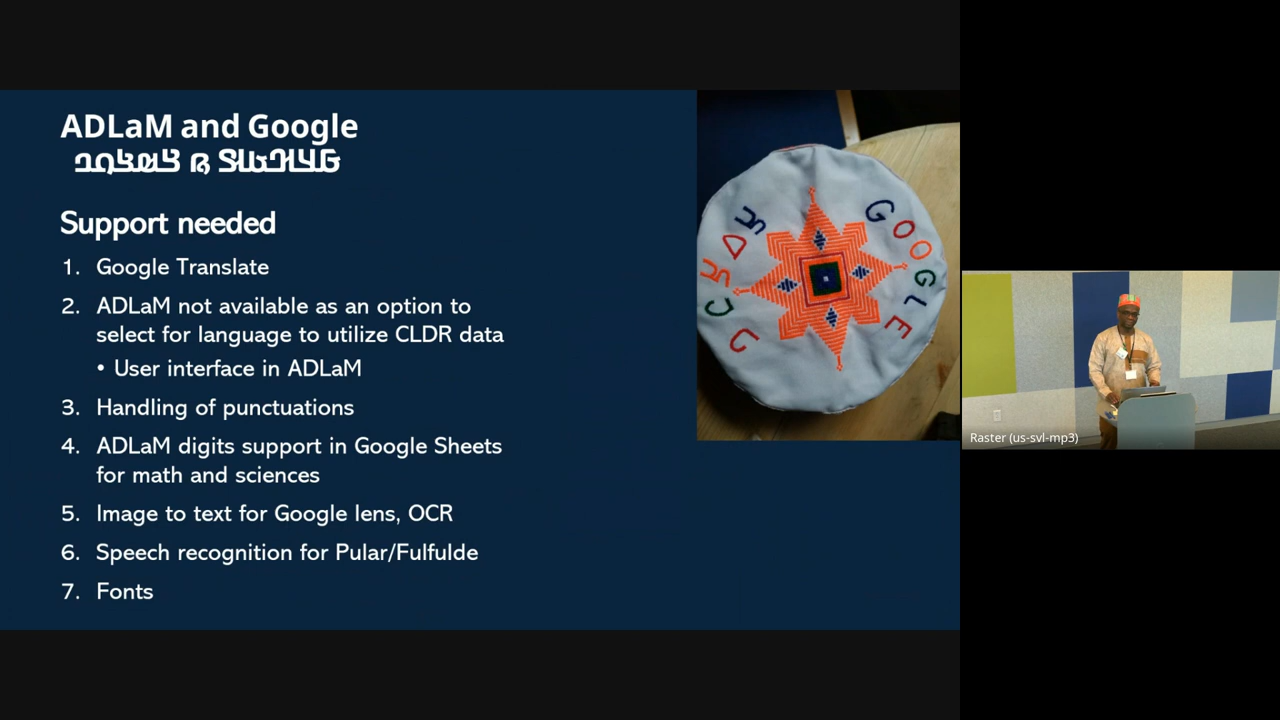 ADLaM and Google
Support needed
1. Google Translate
2. ADLaM not available as an option to
select for language to utilize CLDR data
• User interface in ADLaM
3. Handling of punctuations
4. ADLaM digits support in Google Sheets
for math and sciences
5. Image to text for Google lens, OCR
6. Speech recognition for Pular/Fulfulde
7. Fonts
GOOGLE
Raster (us-svl-mp3)